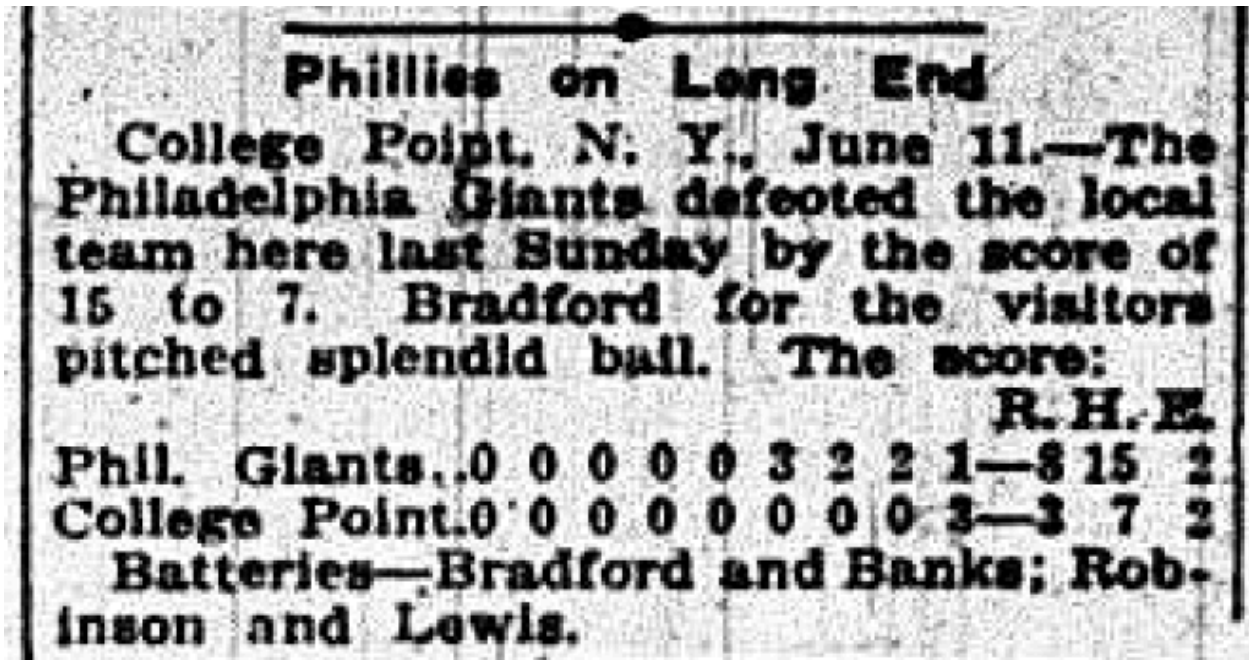 Phillies on Long End
College Point, N. Y., June 11.—The
Philadelphia Giants defeoted the local
team here last Sunday by the score of
15 to 7. Bradford for the visitors
pitched splendid ball. The score:
R. H. E.
Phil. Giants..0 0 0 0 0 3 2 2 1—8 15 2
College Point.0 0 0 0 0 0 0 0 3—3 7 2
Batteries—Bradford and Banks; Rob-
inson and Lewis.